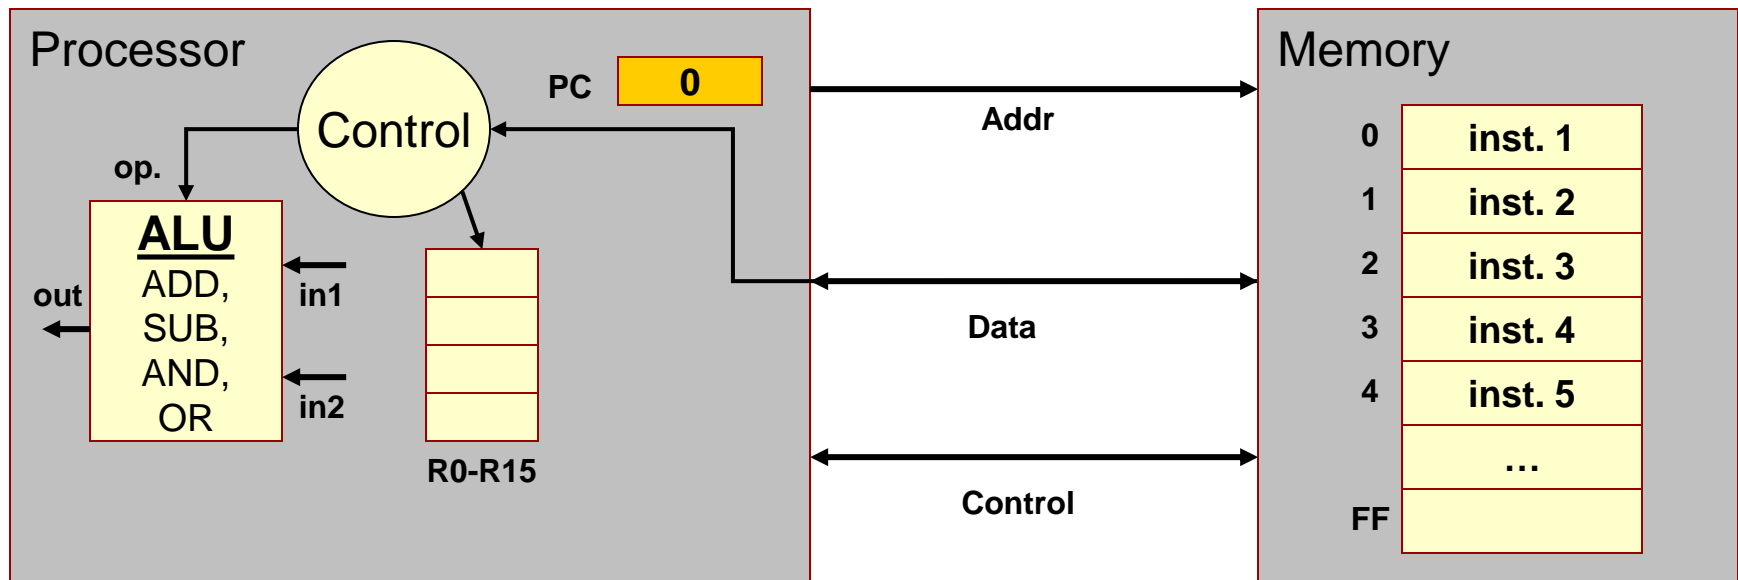 Processor
PC
0
Control
op.
ALU
ADD,
SUB,
AND,
OR
out
in1
in2
R0-R15
Addr
Data
Control
Memory
0 inst. 1
1 inst. 2
2 inst. 3
3 inst. 4
4 inst. 5
...
FF